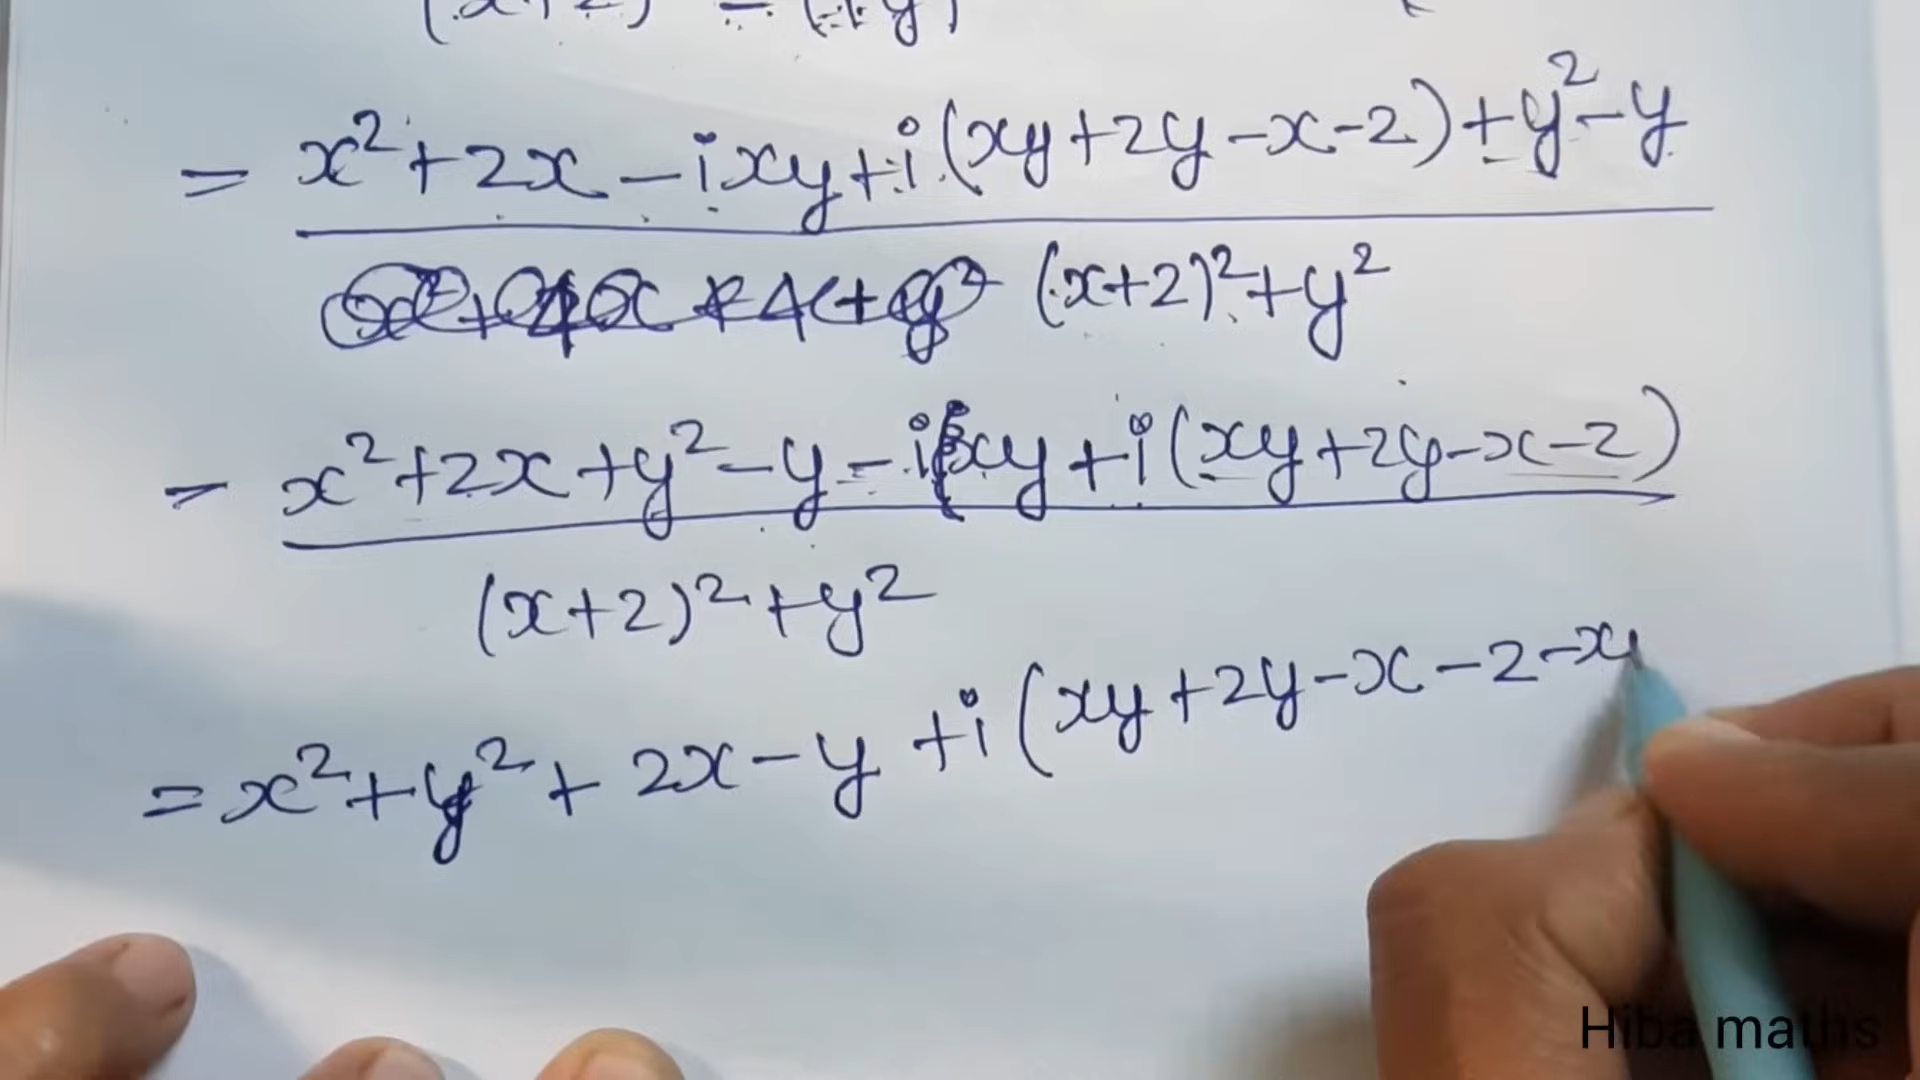 = x²+2x-ixy+i(xy+2y-x-2)+y²-y
(x+2)²+y²
= x²+2x+y²-y-ixy+i(xy+2y-x-2)
(x+2)²+y²
= x²+y²+2x-y+i(xy+2y-x-2-x
Hiba maths